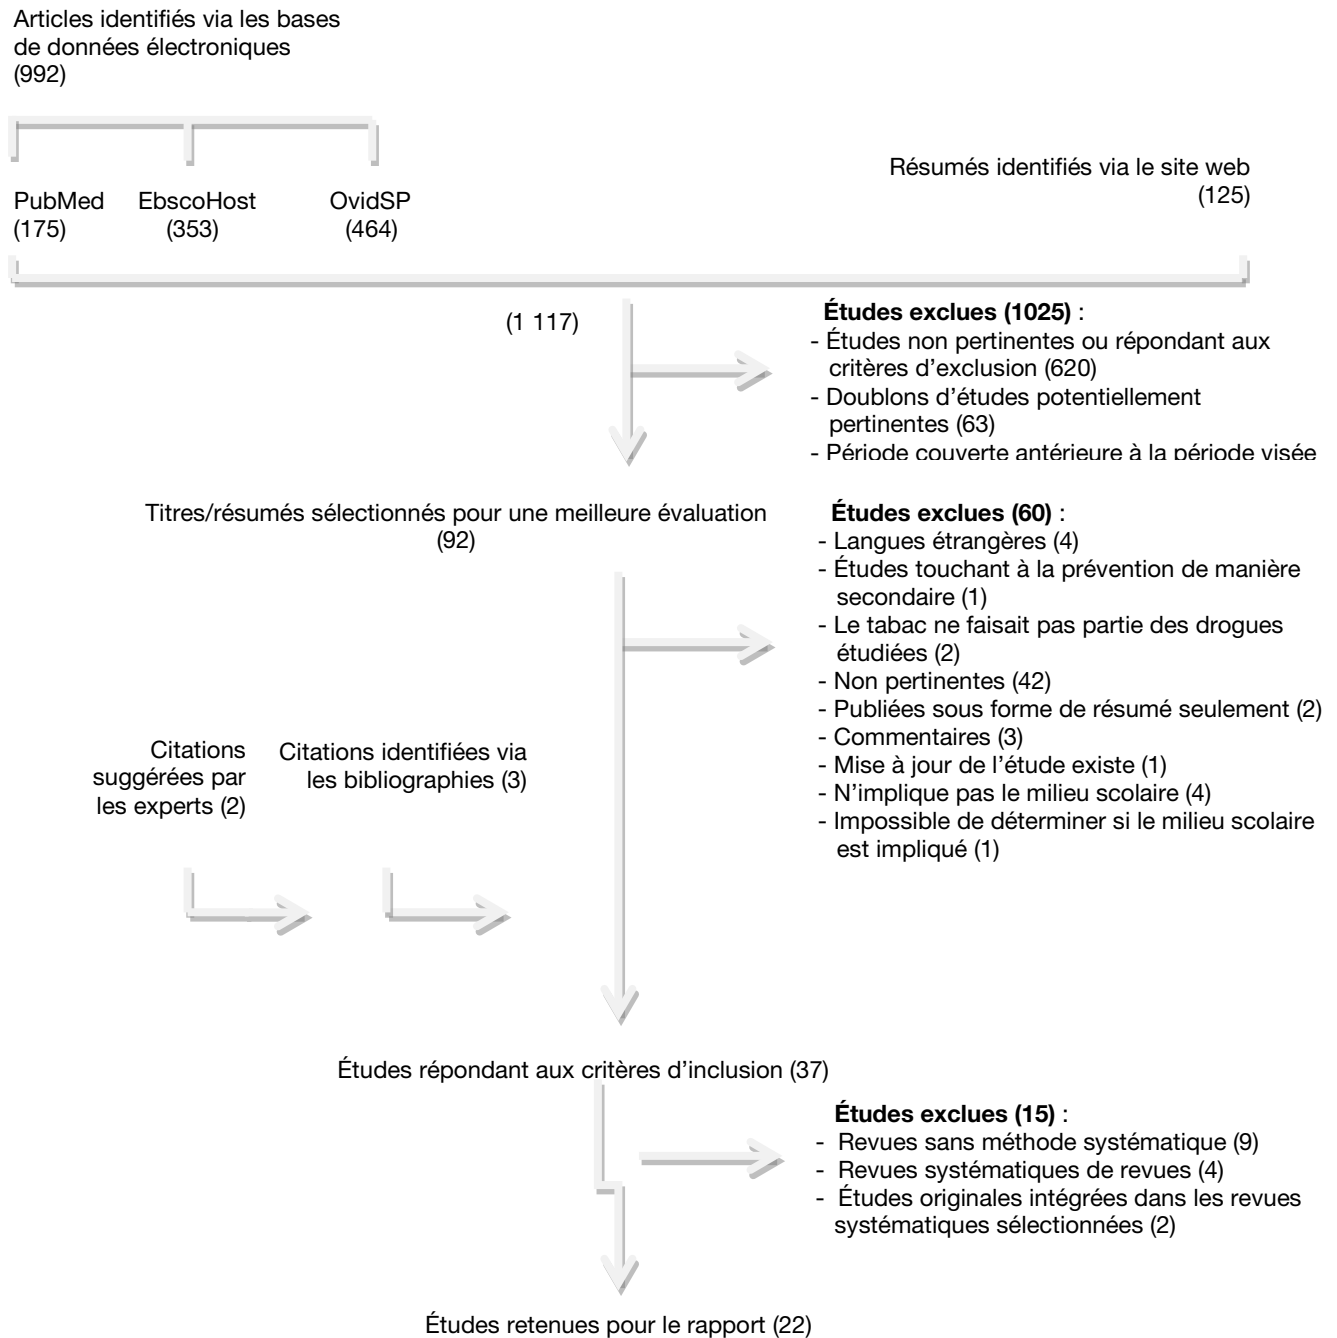 Articles identifiés via les bases
de données électroniques
(992)
Résumés identifiés via le site web
(125)
PubMed
(175)
EbscoHost
(353)
OvidSP
(464)
(1 117)
Études exclues (1025) :
- Études non pertinentes ou répondant aux
critères d’exclusion (620)
- Doublons d’études potentiellement
pertinentes (63)
- Période couverte antérieure à la période visée
Titres/résumés sélectionnés pour une meilleure évaluation
(92)
Études exclues (60) :
- Langues étrangères (4)
- Études touchant à la prévention de manière
secondaire (1)
- Le tabac ne faisait pas partie des drogues
étudiées (2)
- Non pertinentes (42)
- Publiées sous forme de résumé seulement (2)
- Commentaires (3)
- Mise à jour de l’étude existe (1)
- N’implique pas le milieu scolaire (4)
- Impossible de déterminer si le milieu scolaire
est impliqué (1)
Citations
suggérées par
les experts (2)
Citations identifiées via
les bibliographies (3)
Études répondant aux critères d’inclusion (37)
Études exclues (15) :
- Revues sans méthode systématique (9)
- Revues systématiques de revues (4)
- Études originales intégrées dans les revues
systématiques sélectionnées (2)
Études retenues pour le rapport (22)